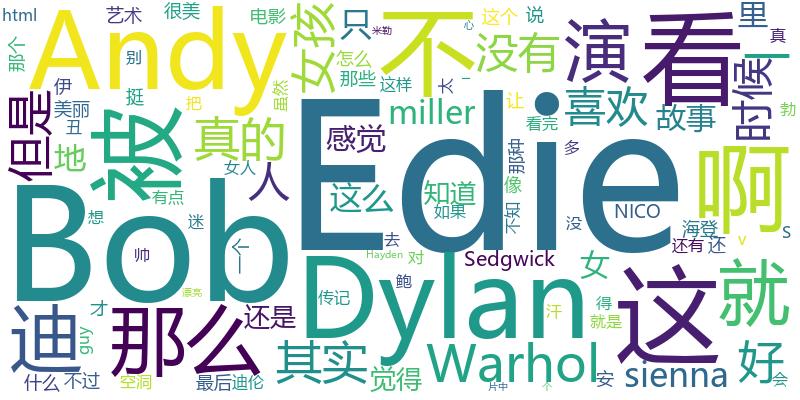 html
艺术
很美
电影
女孩
只
这个
说
里
那个
别
Andy
米勒
怎么
心
不
没有
演
看
真
I
伊
挺
那些
这样
太
一
时候
美丽
把
虽然
让
勃
但是
丑
被
真的
miller
喜欢
故事
看完
地
感觉
那种
多
啊
Edie
女人
人
这么
知道
像
有点
如果
不知
没
NICO
海登
s
Bob
想
迷
个
去
还有
还
v
帅
Hayden
对
Sedgwick
女
这
就
Dylan
鲍
迪
那么
漂亮
传记
汗
得
才
还是
就是
guy
其实
Warhol
好
什么
不过
空洞
最后
迪伦
觉得
片中
个
安
sienna
会